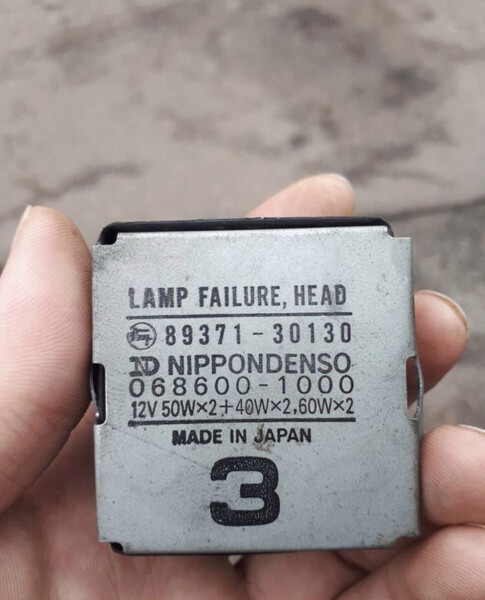 LAMP FAILURE, HEAD
89371-30130
ND NIPPONDENSO
068600-1000
12V 50W×2+40W×2,60W×2
MADE IN JAPAN
3